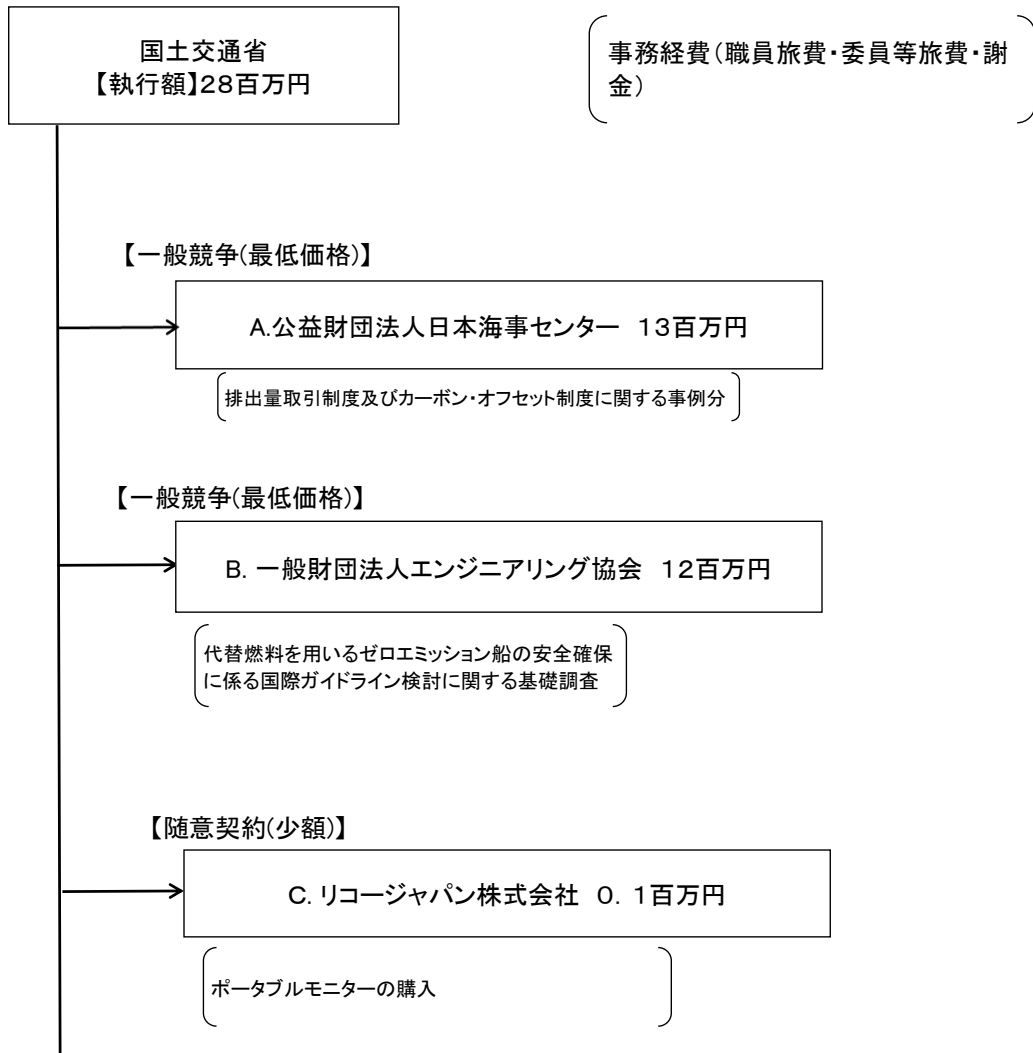 国土交通省
【執行額】28百万円
事務経費(職員旅費・委員等旅費・謝
金)
【一般競争(最低価格)】
A.公益財団法人日本海事センター 13百万円
排出量取引制度及びカーボン・オフセット制度に関する事例分
【一般競争(最低価格)】
B. 一般財団法人エンジニアリング協会 12百万円
代替燃料を用いるゼロエミッション船の安全確保
に係る国際ガイドライン検討に関する基礎調査
【随意契約(少額)】
C. リコージャパン株式会社 0. 1百万円
ポータブルモニターの購入